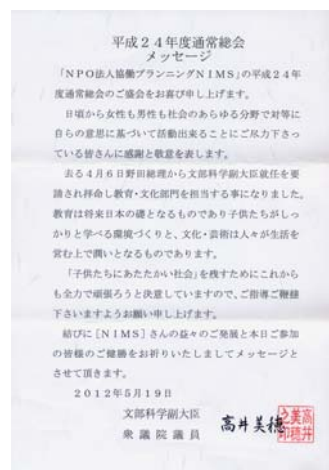 平成２４年度通常総会
メッセージ
「ＮＰＯ法人協働プランニングＮＩＭＳ」の平成２４年
度通常総会のご盛会をお喜び申し上げます。
日頃から女性も男性も社会のあらゆる分野で対等に
自らの意思に基づいて活動出来ることにご尽力下さっ
ている皆さんに感謝と敬意を表します。
去る４月６日野田総理から文部科学副大臣就任を要
請され拝命し教育・文化部門を担当する事になりました。
教育は将来日本の礎となるものであり子供たちがしっ
かりと学べる環境づくりと、文化・芸術は人々が生活を
営む上で潤いとなるものであります。
「子供たちにあたたかい社会」を残すためにこれから
も全力で頑張ろうと決意していますので、ご指導ご鞭撻
下さいますようお願い申し上げます。
結びに［ＮＩＭＳ］さんの益々のご発展と本日ご参加
の皆様のご健勝をお祈りいたしましてメッセージと
させて頂きます。
２０１２年５月１９日
文部科学副大臣
衆議院議員 高井美穂
高井美穂之印